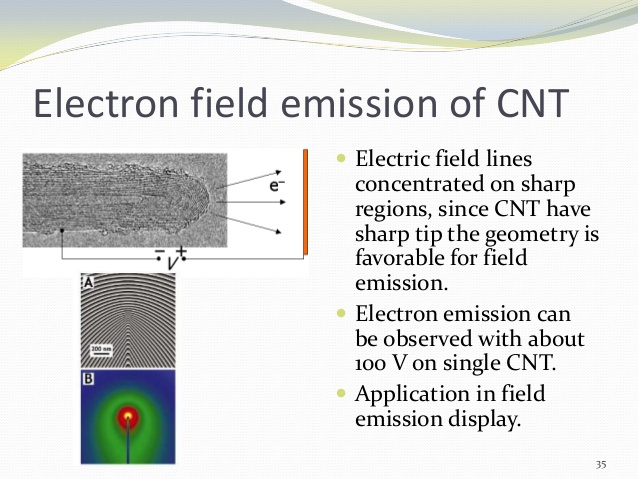 Electron field emission of CNT
e–
– +
V
A
200 nm
B
• Electric field lines
concentrated on sharp
regions, since CNT have
sharp tip the geometry is
favorable for field
emission.
• Electron emission can
be observed with about
100 V on single CNT.
• Application in field
emission display.
35